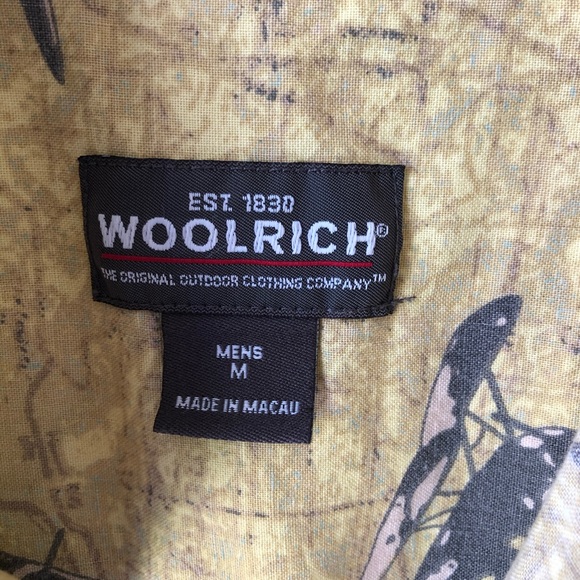 EST. 1830
WOOLRICH®
THE ORIGINAL OUTDOOR CLOTHING COMPANY™
MENS
M
MADE IN MACAU